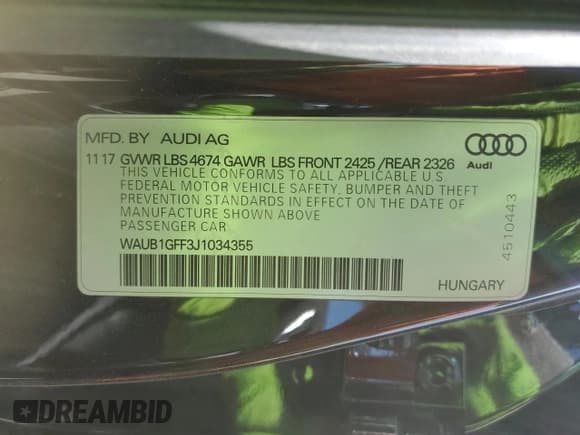 MFD. BY AUDI AG
11 17 GVWR LBS 4674 GAWR LBS FRONT 2425 /REAR 2326
Audi
THIS VEHICLE CONFORMS TO ALL APPLICABLE U.S.
FEDERAL MOTOR VEHICLE SAFETY, BUMPER AND THEFT
PREVENTION STANDARDS IN EFFECT ON THE DATE OF
MANUFACTURE SHOWN ABOVE
PASSENGER CAR
4510443
WAUB1GFF3J1034355
HUNGARY
DREAMBID